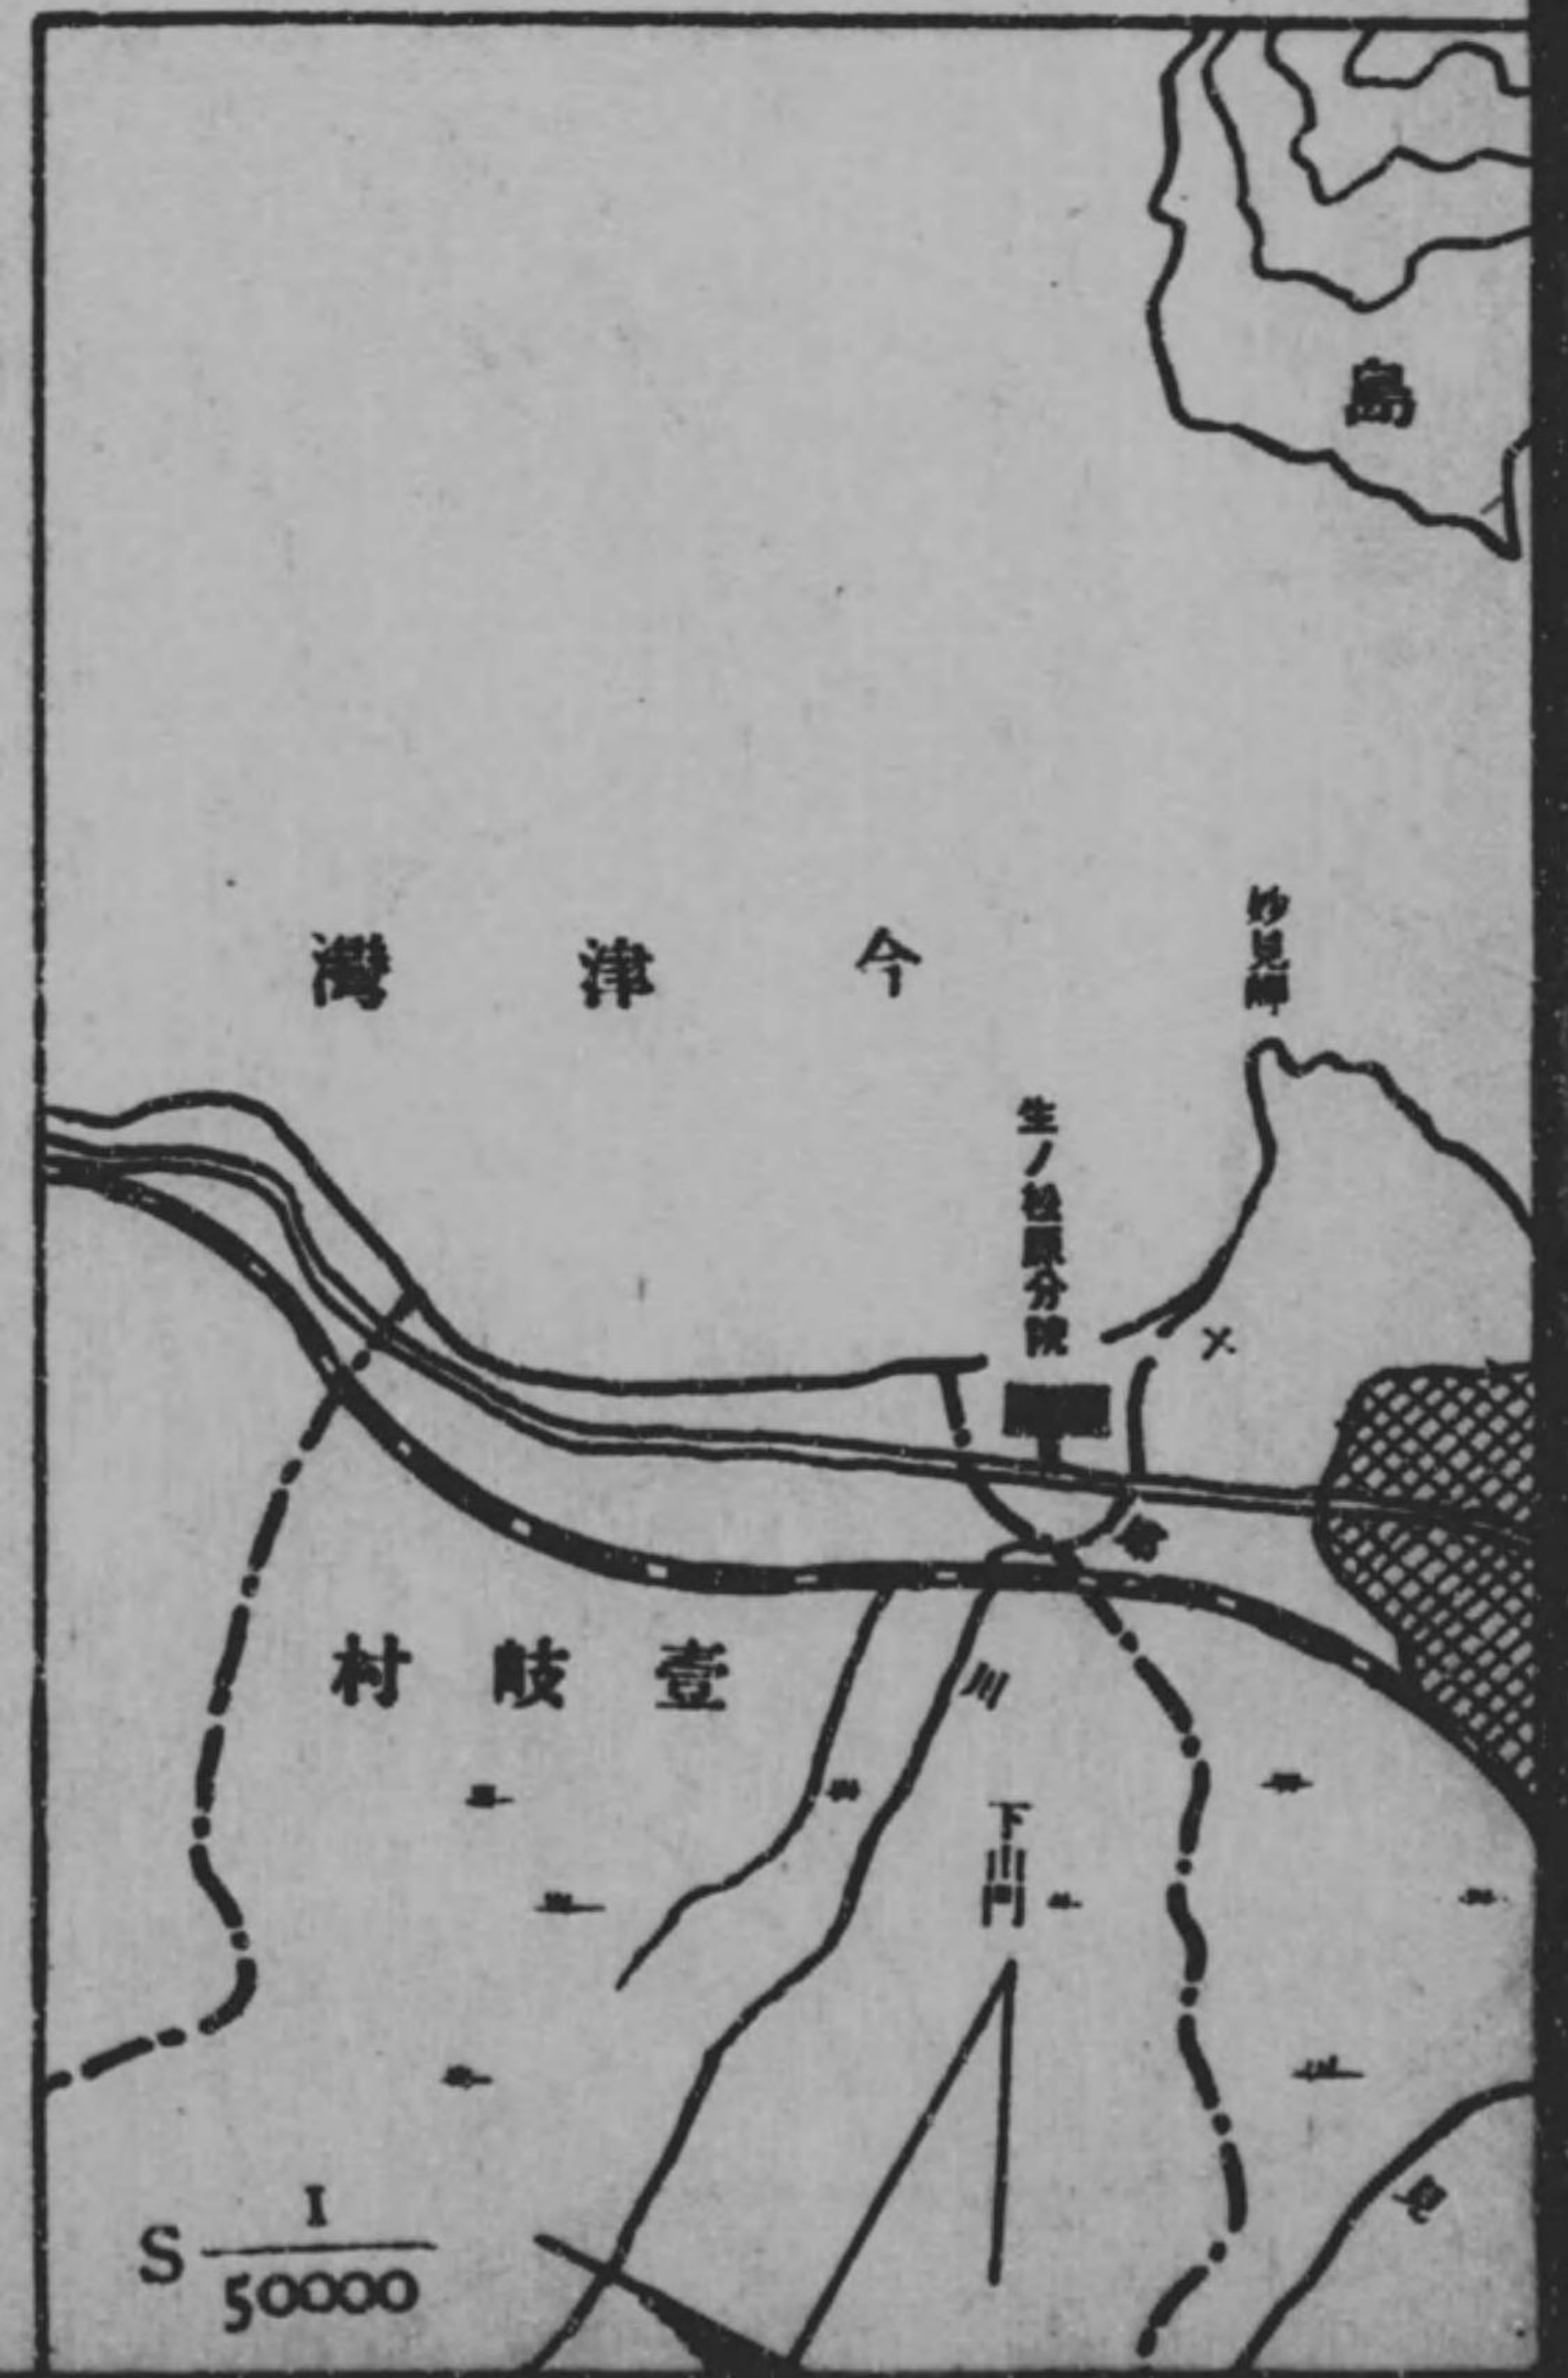 島
妙見岬
今津灣
生ノ松原分院
壹岐村
川
下山門
見
S 1/50000